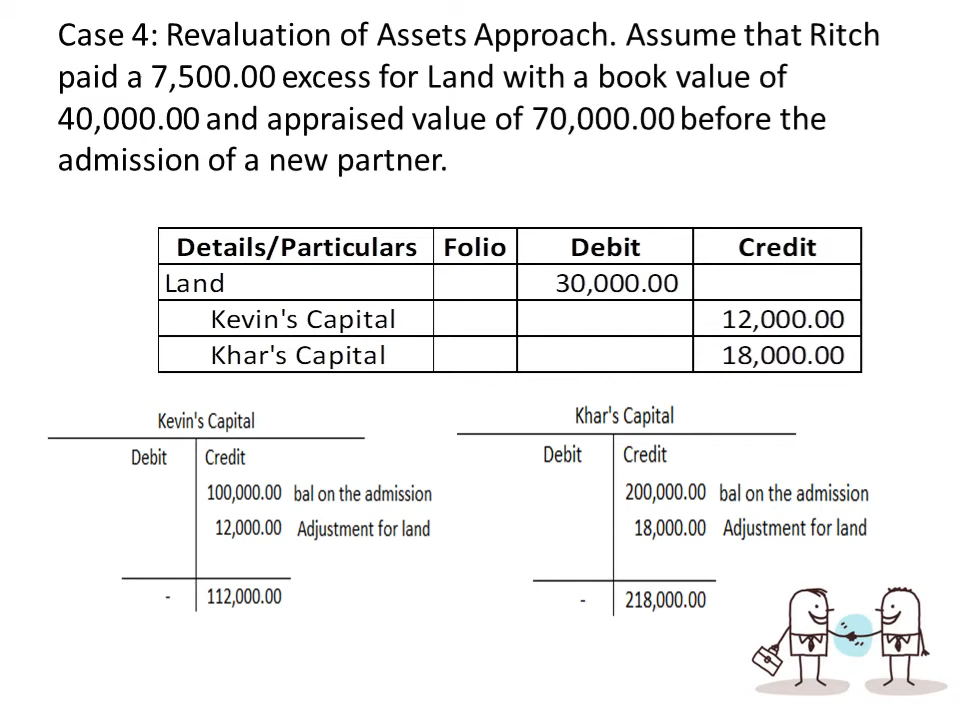 Case 4: Revaluation of Assets Approach. Assume that Ritch
paid a 7,500.00 excess for Land with a book value of
40,000.00 and appraised value of 70,000.00 before the
admission of a new partner.
Details/Particulars Folio Debit Credit
Land 30,000.00
Kevin's Capital 12,000.00
Khar's Capital 18,000.00
Kevin's Capital
Debit Credit
100,000.00 bal on the admission
12,000.00 Adjustment for land
- 112,000.00
Khar's Capital
Debit Credit
200,000.00 bal on the admission
18,000.00 Adjustment for land
- 218,000.00